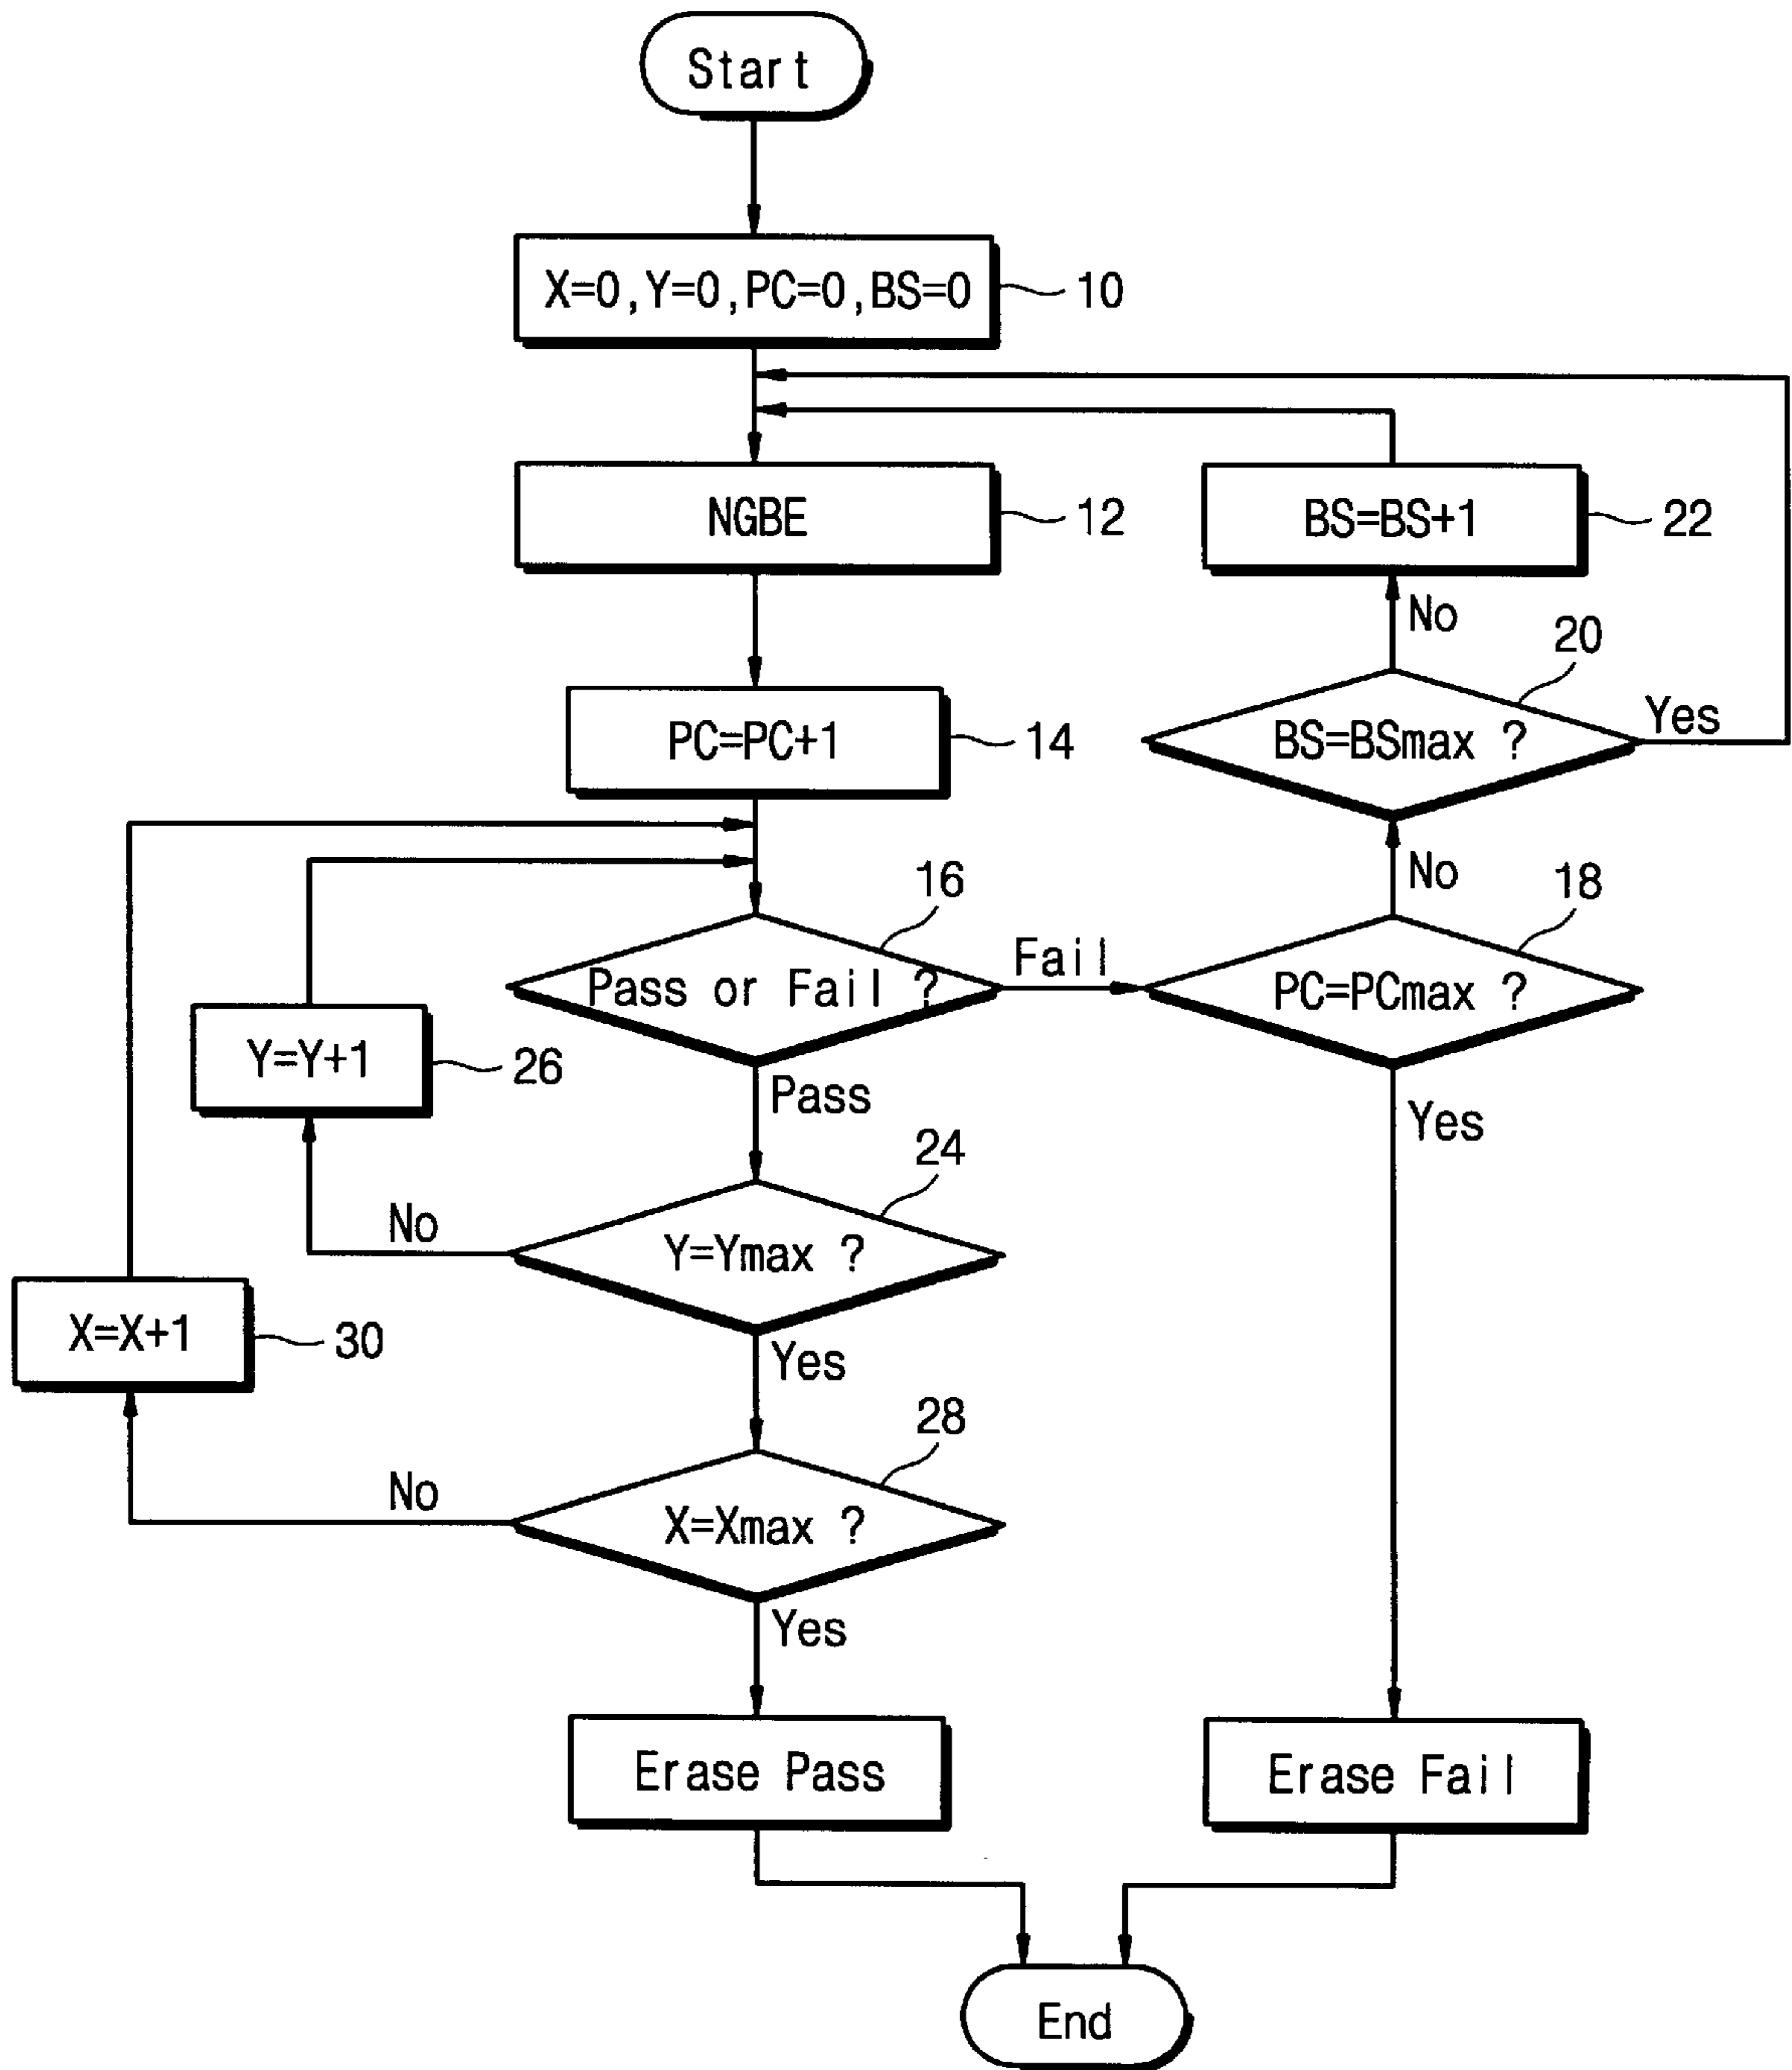 Start
X=0,Y=0,PC=0,BS=0
10
NGBE
12
BS=BS+1
22
No
20
PC=PC+1
14
BS=BSmax ?
Yes
No
16
18
Pass or Fail ?
Fail
PC=PCmax ?
Y=Y+1
26
Pass
Yes
24
No
Y=Ymax ?
X=X+1
30
Yes
28
No
X=Xmax ?
Yes
Erase Pass
Erase Fail
End